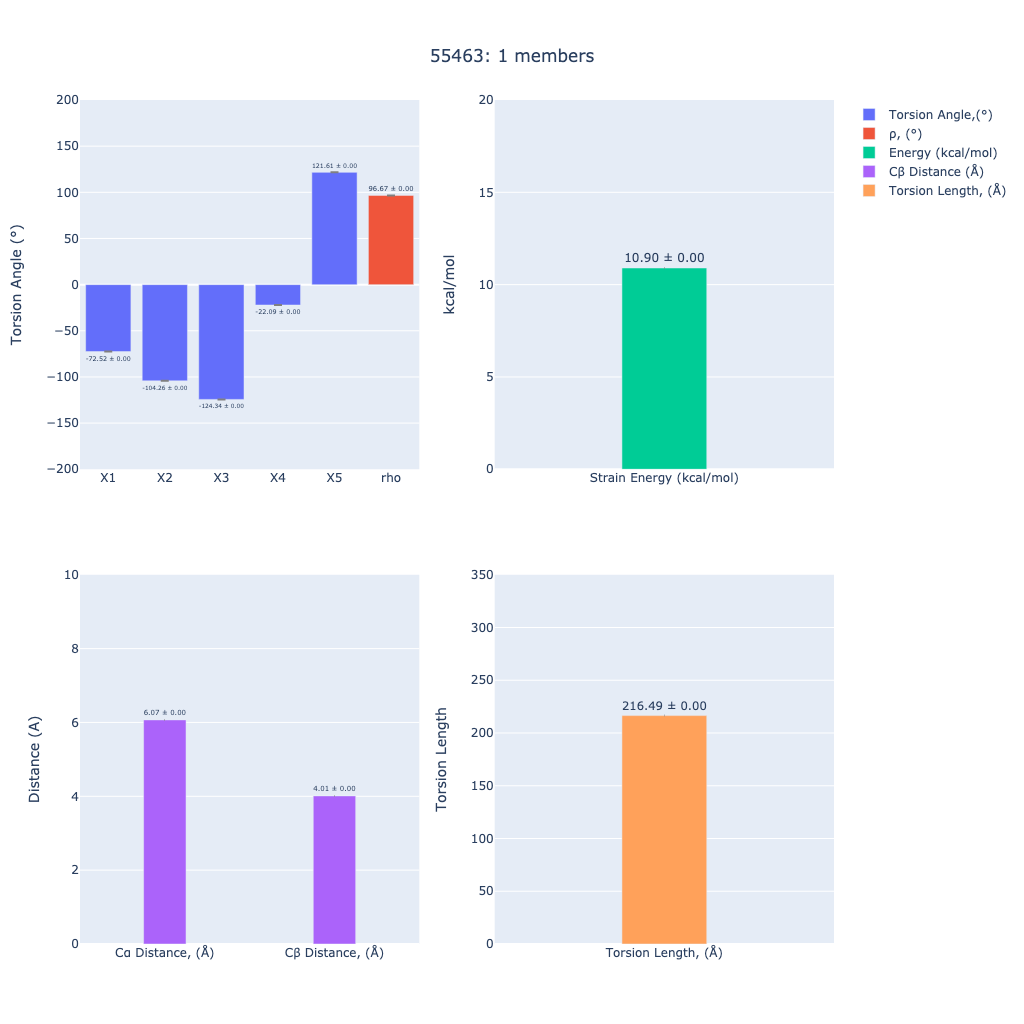 55463: 1 members
Torsion Angle (°)
200
150
100
50
0
−50
−100
−150
−200
-72.52 ± 0.00
-104.26 ± 0.00
-124.34 ± 0.00
-22.09 ± 0.00
121.61 ± 0.00
96.67 ± 0.00
X1 X2 X3 X4 X5 rho
kcal/mol
20
15
10
5
0
10.90 ± 0.00
Strain Energy (kcal/mol)
Torsion Angle,(°)
ρ, (°)
Energy (kcal/mol)
Cβ Distance (Å)
Torsion Length, (Å)
Distance (A)
10
8
6
4
2
0
6.07 ± 0.00
4.01 ± 0.00
Cα Distance, (Å) Cβ Distance, (Å)
Torsion Length
350
300
250
200
150
100
50
0
216.49 ± 0.00
Torsion Length, (Å)